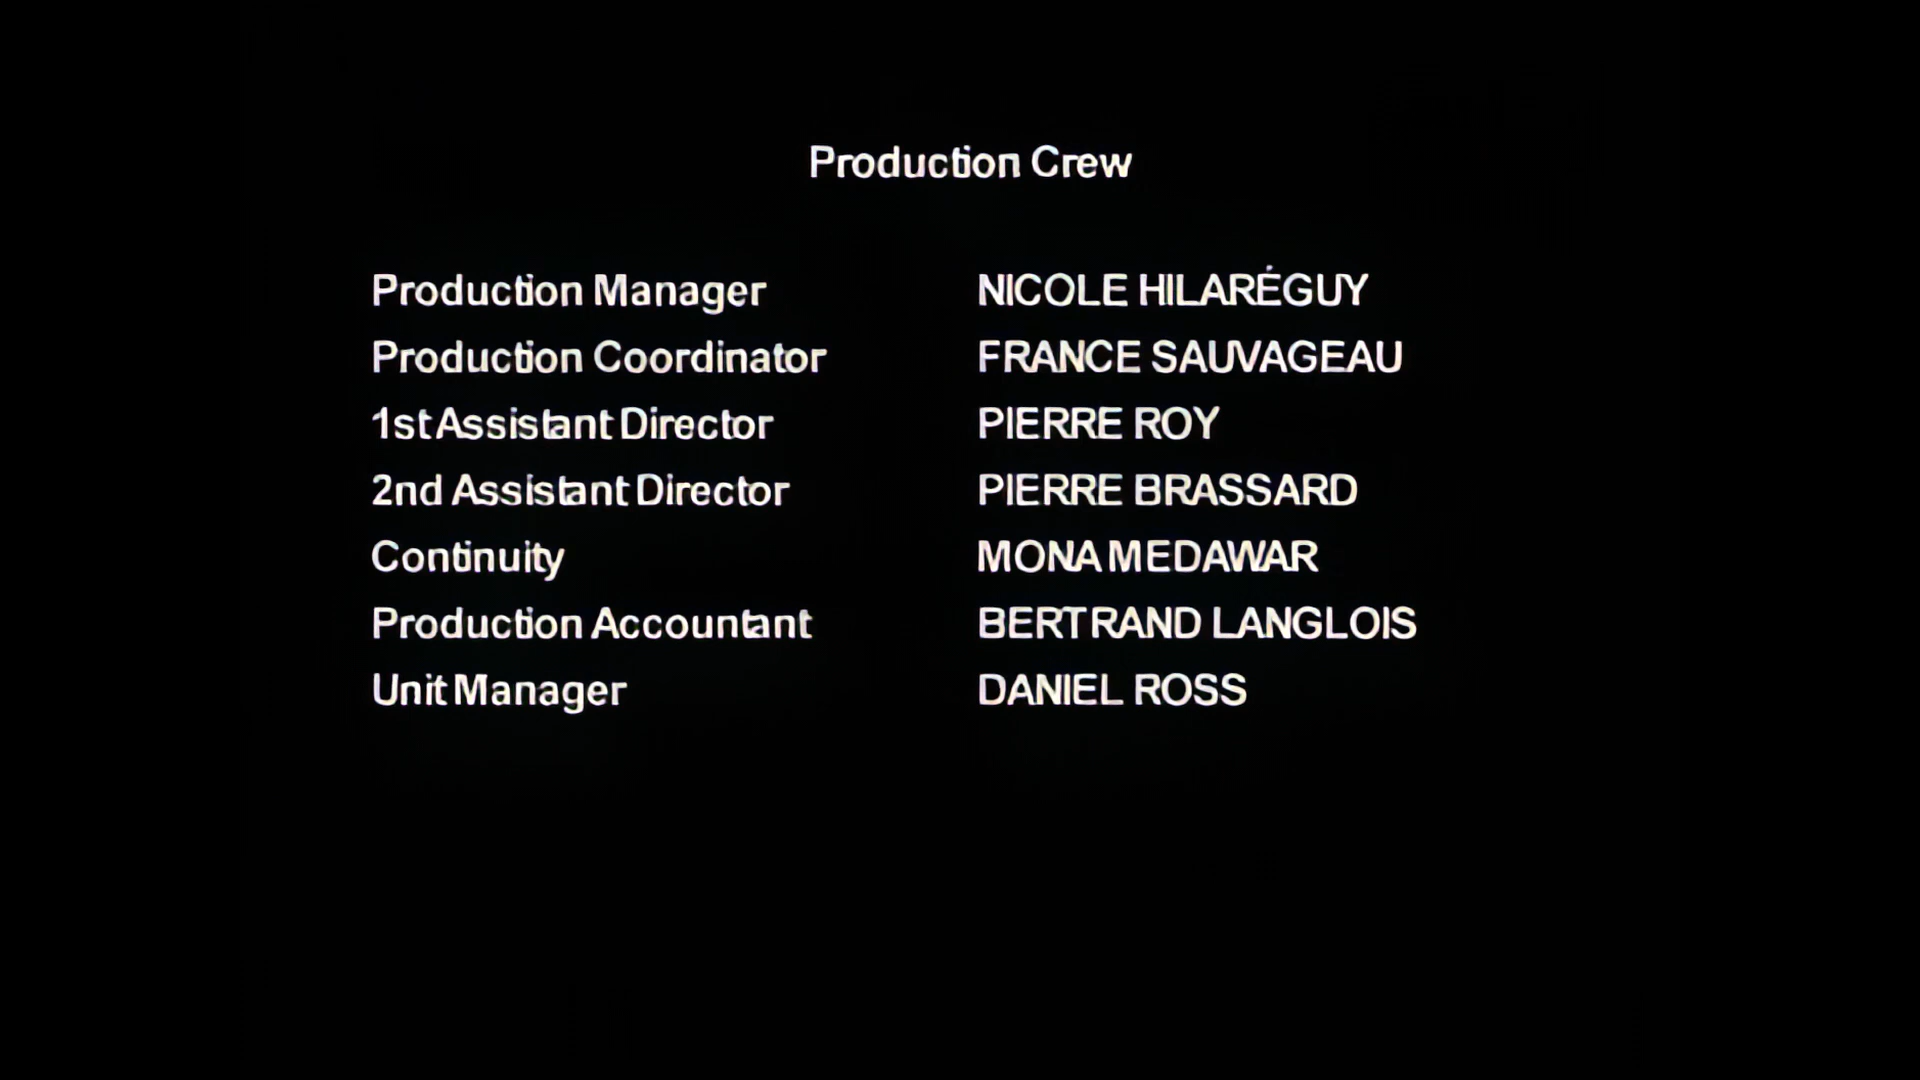 Production Crew
Production Manager NICOLE HILARÉGUY
Production Coordinator FRANCE SAUVAGEAU
1st Assistant Director PIERRE ROY
2nd Assistant Director PIERRE BRASSARD
Continuity MONA MEDAWAR
Production Accountant BERTRAND LANGLOIS
Unit Manager DANIEL ROSS